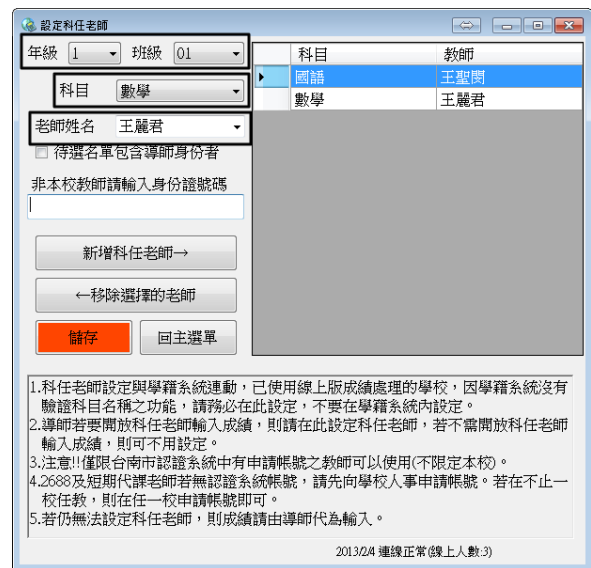 設定科任老師
年級 1 班級 01
科目 數學
老師姓名 王麗君
待選名單包含導師身份者
非本校教師請輸入身份證號碼
新增科任老師→
←移除選擇的老師
儲存 回主選單
科目 教師
國語 王聖閔
數學 王麗君
1.科任老師設定與學籍系統連動，已使用線上版成績處理的學校，因學籍系統沒有
驗證科目名稱之功能，請務必在此設定，不要在學籍系統內設定。
2.導師若要開放科任老師輸入成績，則請在此設定科任老師，若不需開放科任老師
輸入成績，則可不用設定。
3.注意!!僅限台南市認證系統中有申請帳號之教師可以使用(不限定本校)。
4.2688及短期代課老師若無認證系統帳號，請先向學校人事申請帳號。若在不止一
校任教，則在任一校申請帳號即可。
5.若仍無法設定科任老師，則成績請由導師代為輸入。
2013/2/4 連線正常(線上人數:3)